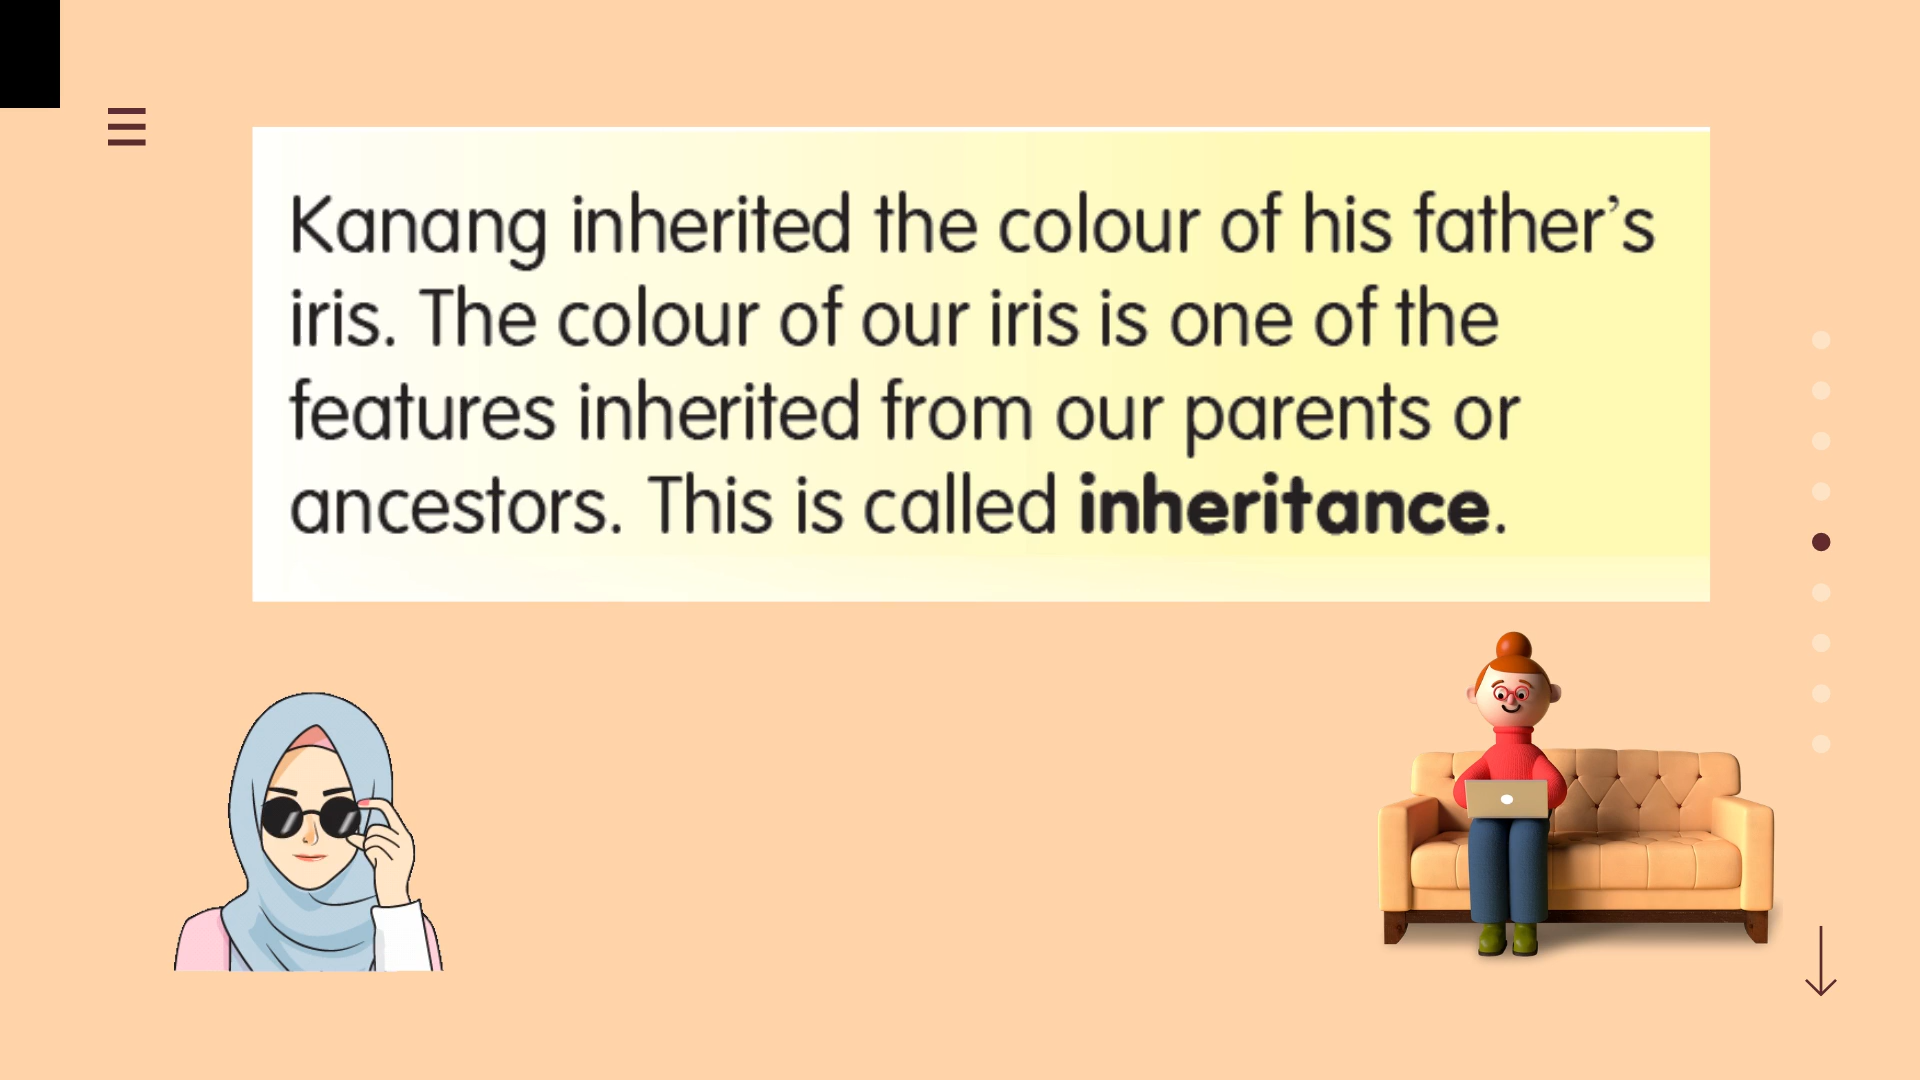 Kanang inherited the colour of his father’s
iris. The colour of our iris is one of the
features inherited from our parents or
ancestors. This is called inheritance.